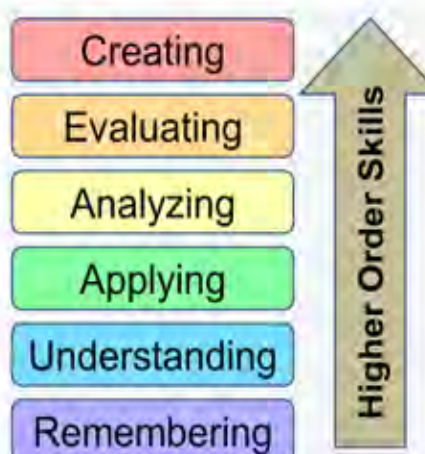 Creating
Evaluating
Analyzing
Applying
Understanding
Remembering
Higher Order Skills